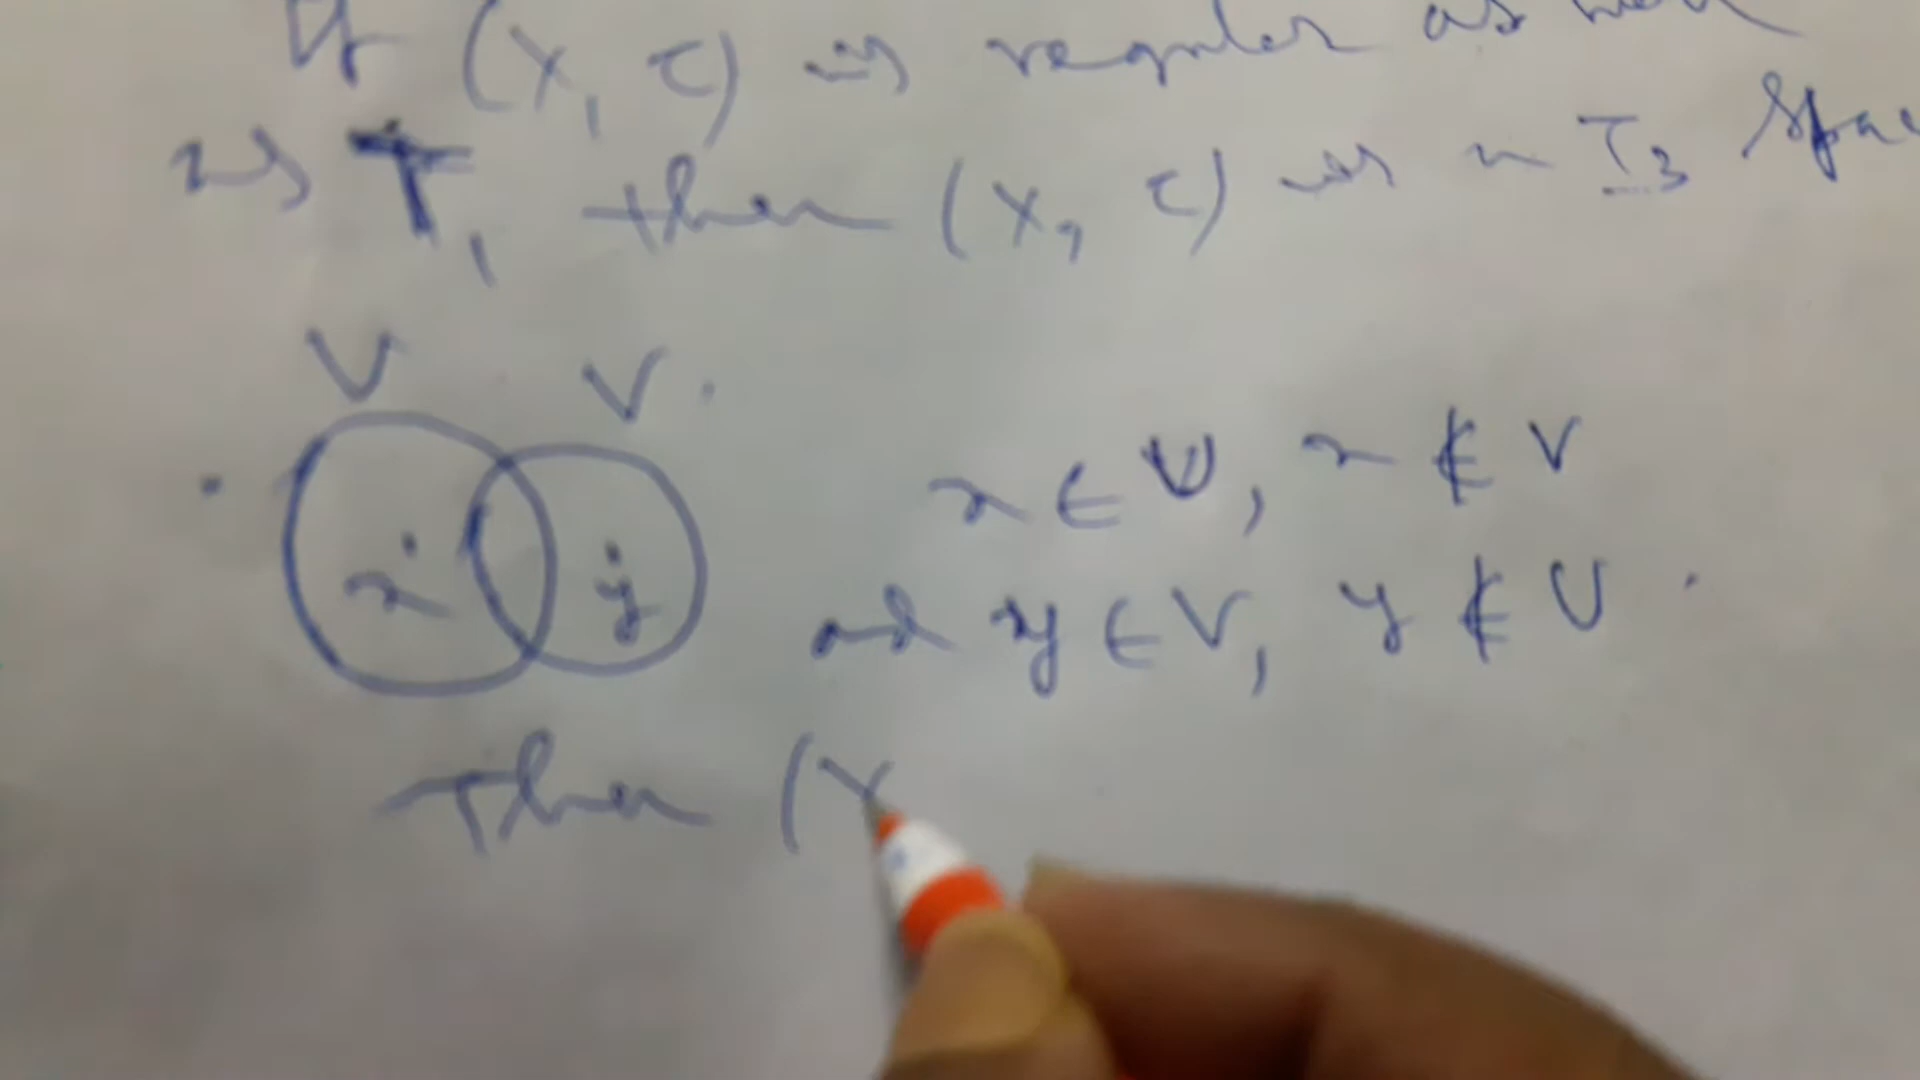 If (X, τ) is regular as well
as T₁ then (X, τ) is a T₃ Space
U V
x y
x ∈ U, x ∉ V
and y ∈ V, y ∉ U .
Then (X